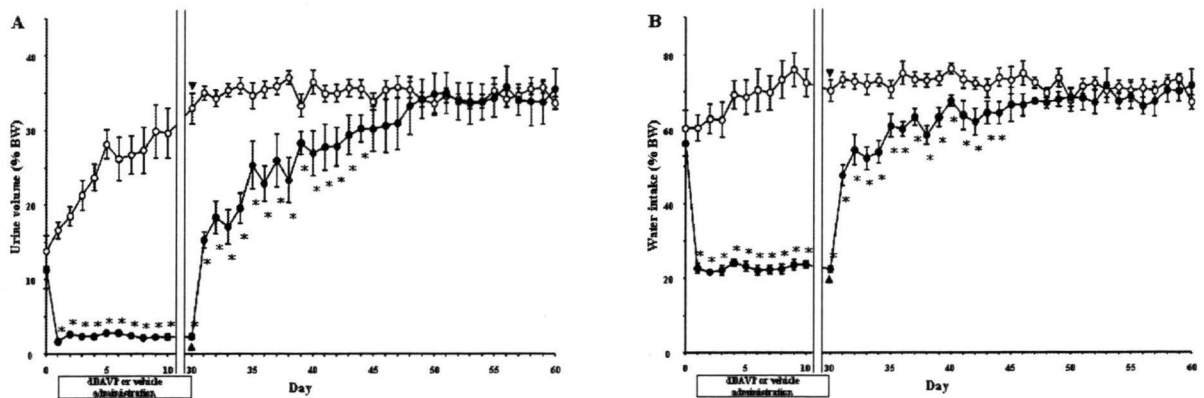 A
Urine volume (% BW)
40
30
20
10
0
0 5 10 30 35 40 45 50 55 60
Day
dDAVP or vehicle
administration
B
Water intake (% BW)
80
60
40
20
0
0 5 10 30 35 40 45 50 55 60
Day
dDAVP or vehicle
administration